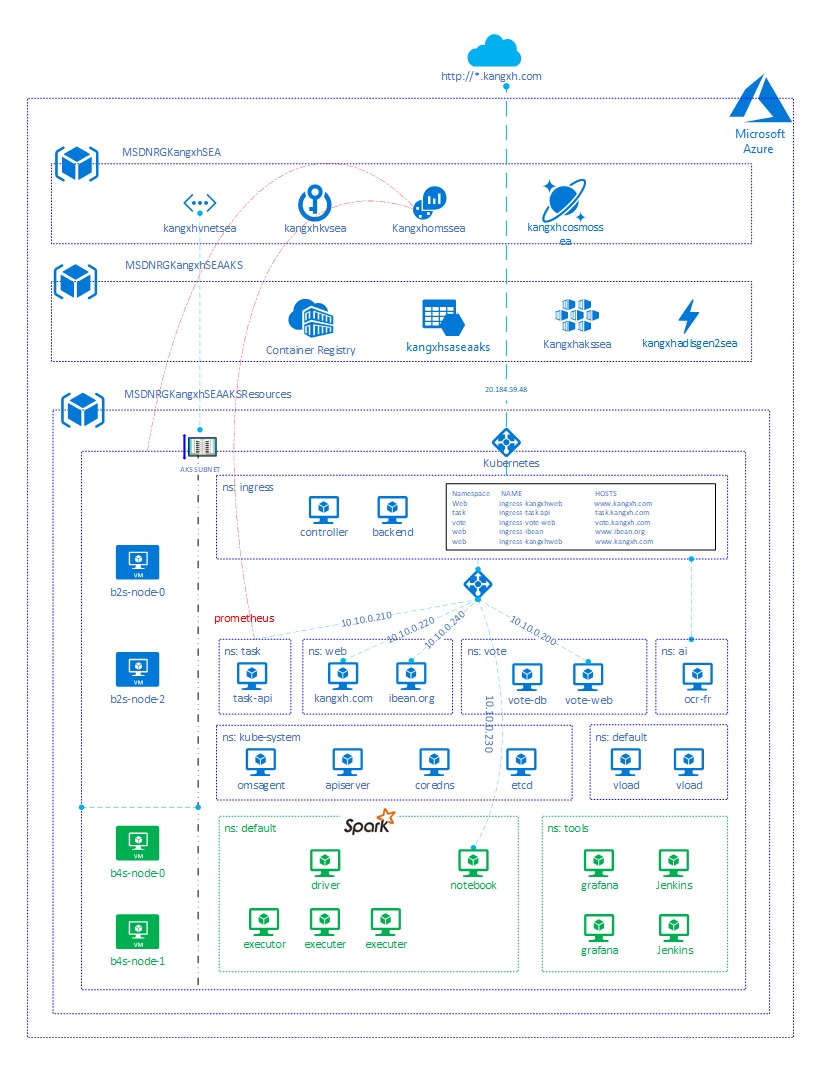 http://*.kangxh.com
Microsoft
Azure
MSDNRGKangxhSEA
kangxhvnetsea
kangxhkvsea
Kangxhomssea
kangxhcosmoss
ea
MSDNRGKangxhSEAAKS
Container Registry
kangxhsaseaaks
Kangxhakssea
kangxhadlsgen2sea
20.184.59.48
MSDNRGKangxhSEAAKSResources
AKS SUBNET
Kubernetes
ns: ingress
controller
backend
Namespace NAME HOSTS
Web ingress-kangxhweb www.kangxh.com
task ingress-task api task.kangxh.com
vote ingress-vote-web vote.kangxh.com
web ingress-ibean www.ibean.org
web ingress-kangxhweb www.kangxh.com
VM
b2s-node-0
prometheus
10.10.0.210
10.10.0.220
10.10.0.240
10.10.0.200
10.10.0.230
VM
b2s-node-2
ns: task
task-api
ns: web
kangxh.com
ibean.org
ns: vote
vote-db
vote-web
ns: ai
ocr-fr
ns: kube-system
omsagent
apiserver
coredns
etcd
ns: default
vload
vload
VM
b4s-node-0
VM
b4s-node-1
ns: default
Spark
driver
notebook
executor
executer
executer
ns: tools
grafana
Jenkins
grafana
Jenkins